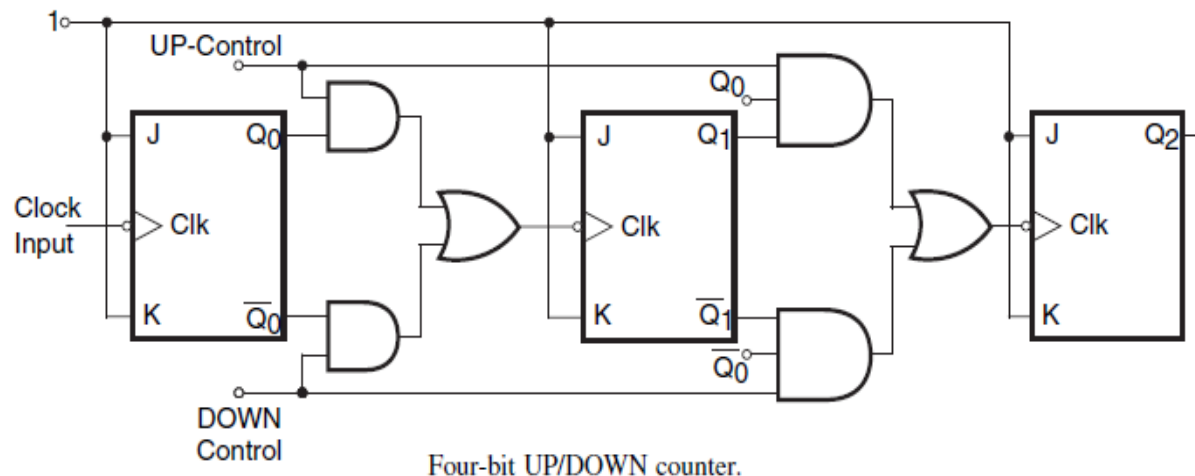 1
UP-Control
Q0
J
Q0
J
Q1
J
Q2
Clock
Input
Clk
Clk
Clk
K
Q̅0
K
Q̅1
Q̅0
K
DOWN
Control
Four-bit UP/DOWN counter.